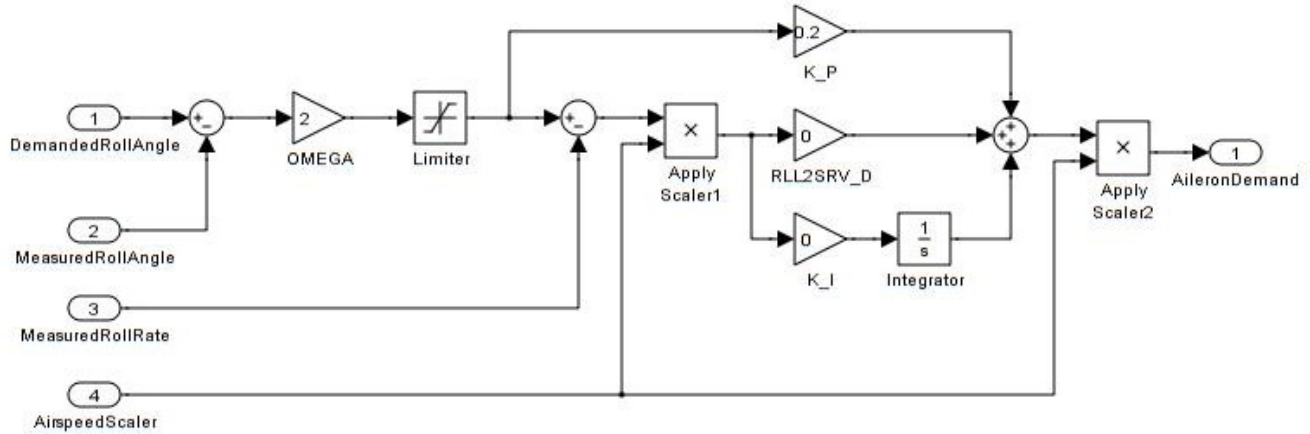 0.2
K_P
1
DemandedRollAngle
+
−
2
OMEGA
Limiter
+
−
×
Apply
Scaler1
0
RLL2SRV_D
+
+
+
×
Apply
Scaler2
1
AileronDemand
2
MeasuredRollAngle
0
K_I
1
s
Integrator
3
MeasuredRollRate
4
AirspeedScaler